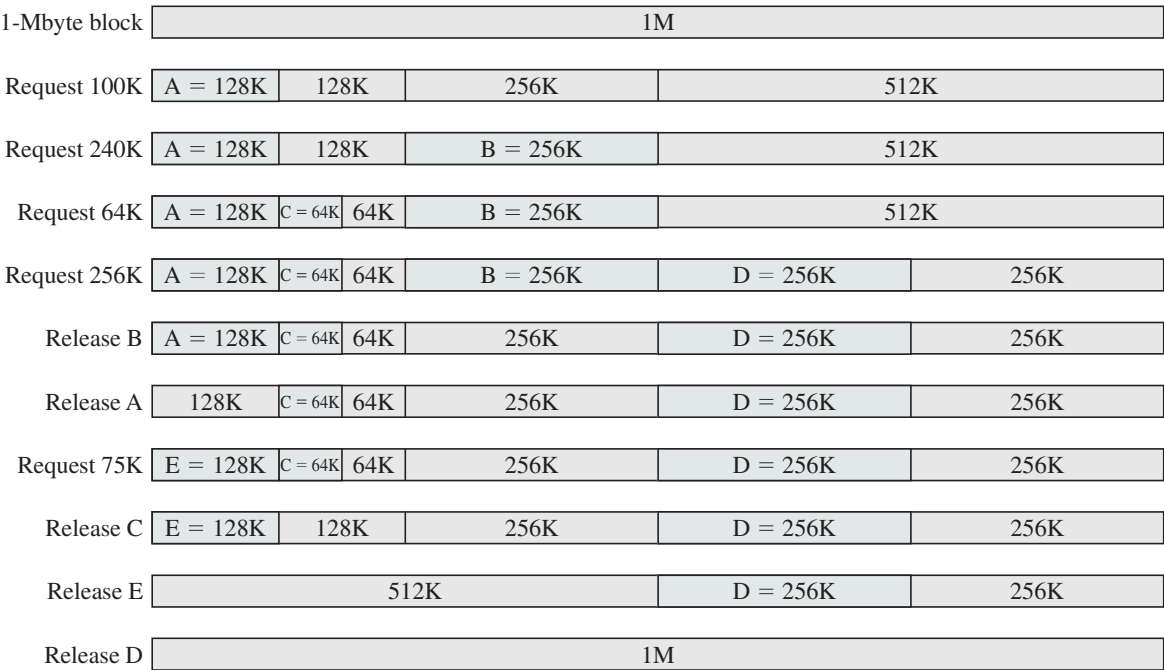 1-Mbyte block 1M
Request 100K A = 128K 128K 256K 512K
Request 240K A = 128K 128K B = 256K 512K
Request 64K A = 128K C = 64K 64K B = 256K 512K
Request 256K A = 128K C = 64K 64K B = 256K D = 256K 256K
Release B A = 128K C = 64K 64K 256K D = 256K 256K
Release A 128K C = 64K 64K 256K D = 256K 256K
Request 75K E = 128K C = 64K 64K 256K D = 256K 256K
Release C E = 128K 128K 256K D = 256K 256K
Release E 512K D = 256K 256K
Release D 1M